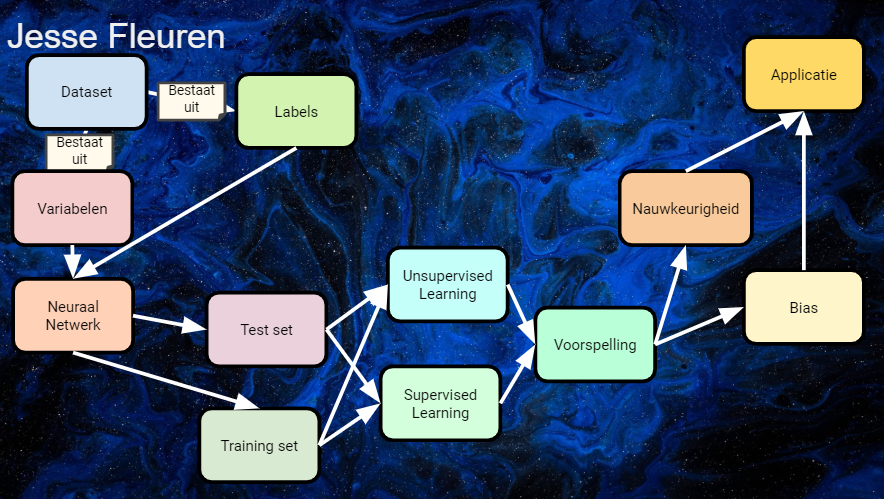 Jesse Fleuren
Dataset
Bestaat
uit
Labels
Bestaat
uit
Variabelen
Neuraal
Netwerk
Test set
Training set
Unsupervised
Learning
Supervised
Learning
Voorspelling
Nauwkeurigheid
Bias
Applicatie